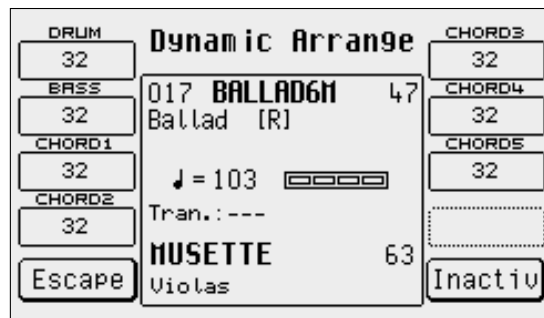 Dynamic Arrange
DRUM
32
BASS
32
CHORD1
32
CHORD2
32
Escape
017 BALLAD6M 47
Ballad [R]
♩=103
Tran.:---
MUSETTE 63
Violas
CHORD3
32
CHORD4
32
CHORD5
32
Inactiv